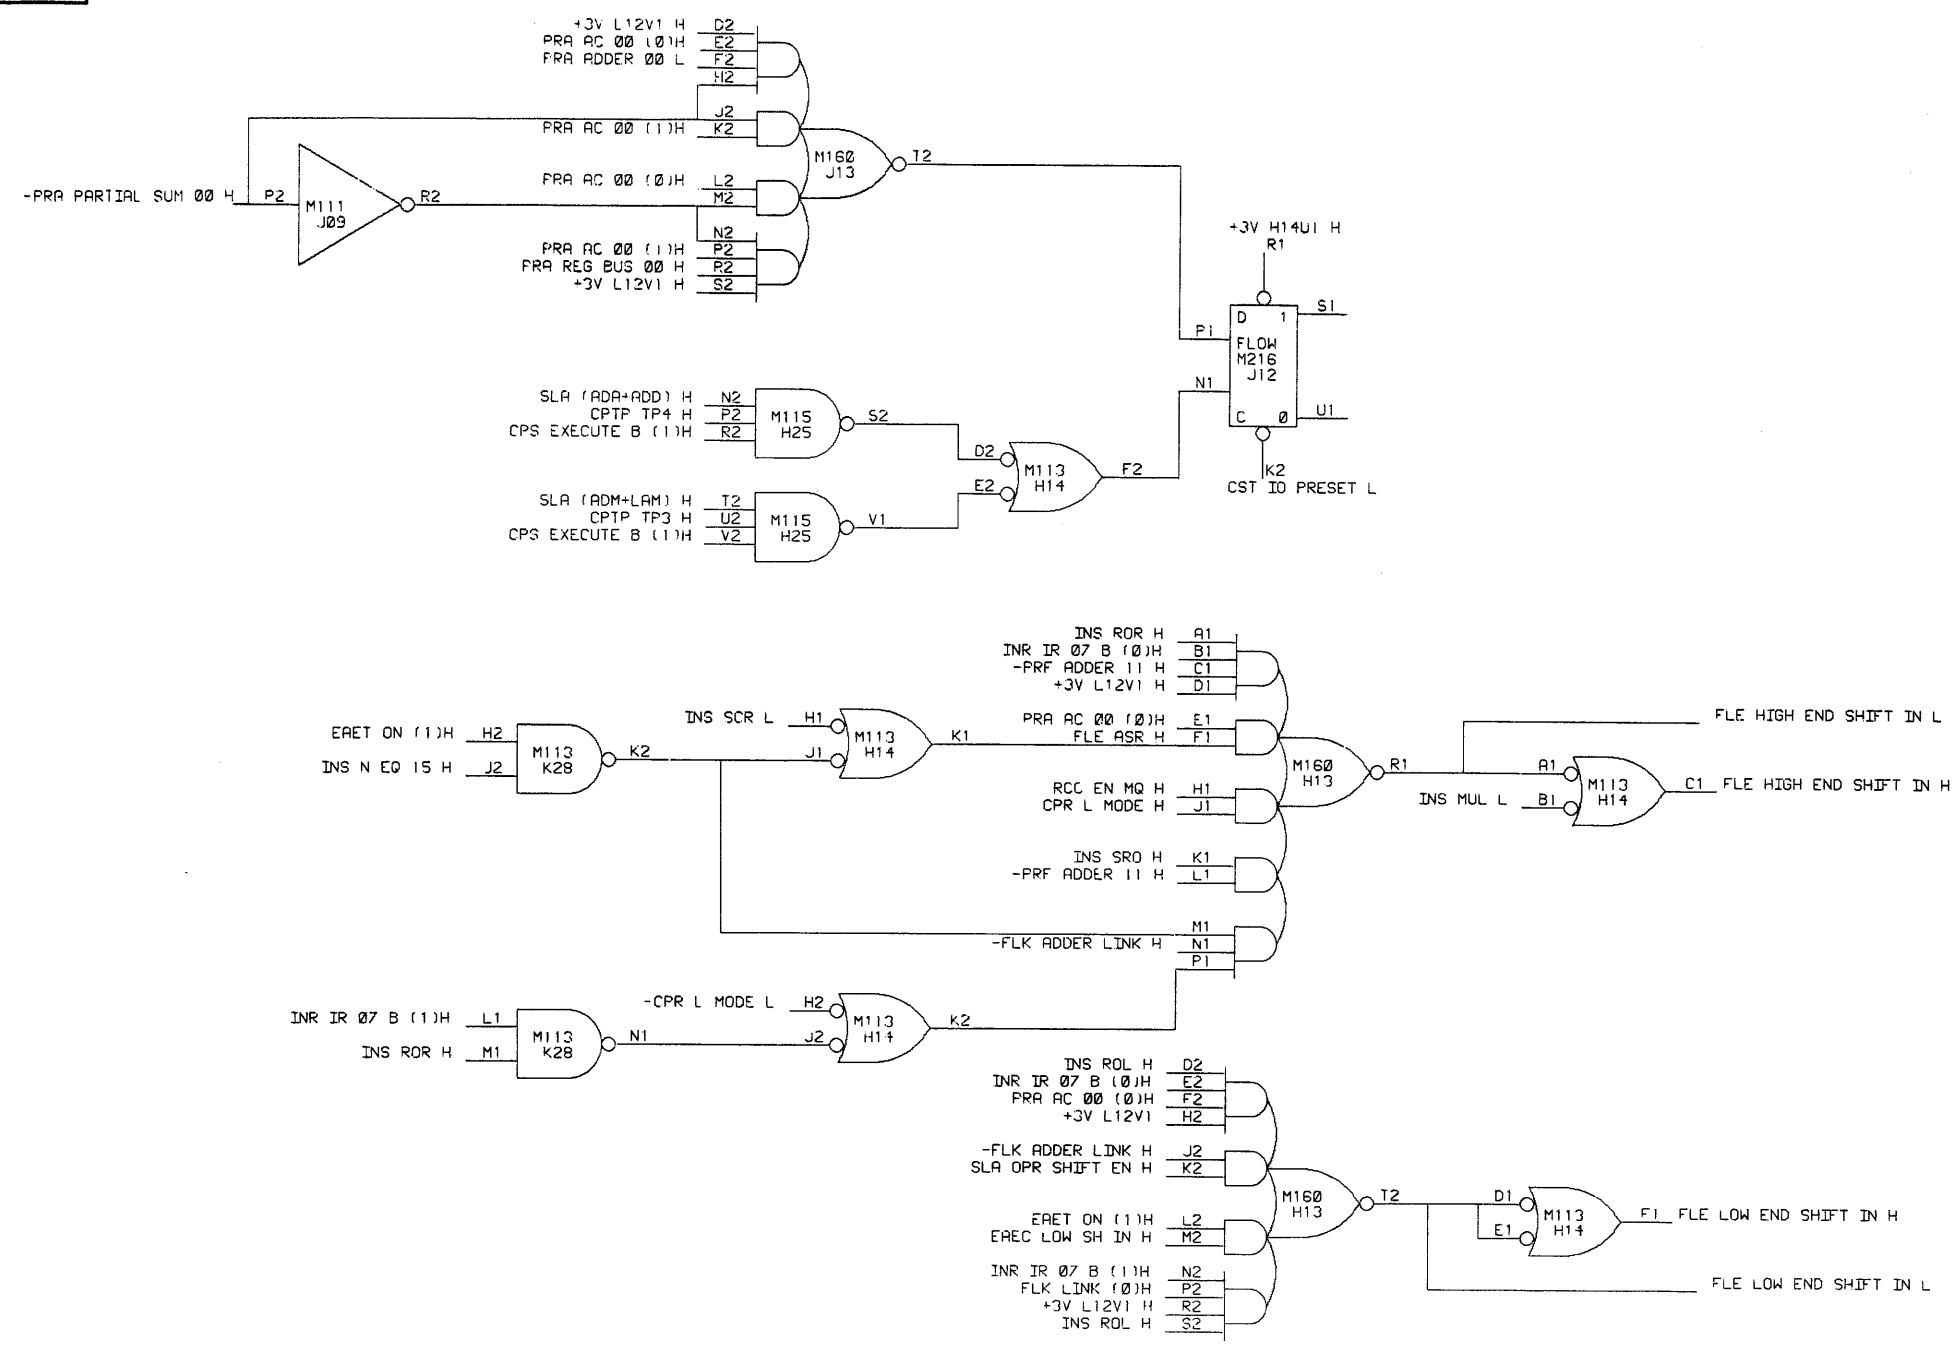 +3V L12V1 H D2
PRA AC 00 (0)H E2
PRA ADDER 00 L F2
H2
J2
PRA AC 00 (1)H K2
M160 J13 T2
PRA AC 00 (0)H L2
M2
-PRA PARTIAL SUM 00 H P2 M111 J09 R2
N2
PRA AC 00 (1)H P2
PRA REG BUS 00 H R2
+3V L12V1 H S2
+3V H14U1 H
R1
D 1 S1
P1
FLOW
M216
J12
N1
C 0 U1
K2
CST IO PRESET L
SLA (ADA+ADD) H N2
CPTP TP4 H P2
CPS EXECUTE B (1)H R2
M115 H25 S2
D2
E2
M113 H14 F2
SLA (ADM+LAM) H T2
CPTP TP3 H U2
CPS EXECUTE B (1)H V2
M115 H25 V1
INS ROR H A1
INR IR 07 B (0)H B1
-PRF ADDER 11 H C1
+3V L12V1 H D1
EAET ON (1)H H2
INS N EQ 15 H J2
M113 K28 K2
INS SCR L H1
J1
M113 H14 K1
PRA AC 00 (0)H E1
FLE ASR H F1
M160 H13 R1
RCC EN MQ H H1
CPR L MODE H J1
INS SRO H K1
-PRF ADDER 11 H L1
M1
-FLK ADDER LINK H N1
P1
FLE HIGH END SHIFT IN L
A1
INS MUL L B1
M113 H14 C1 FLE HIGH END SHIFT IN H
INR IR 07 B (1)H L1
INS ROR H M1
M113 K28 N1
-CPR L MODE L H2
J2
M113 H14 K2
INS ROL H D2
INR IR 07 B (0)H E2
PRA AC 00 (0)H F2
+3V L12V1 H2
-FLK ADDER LINK H J2
SLA OPR SHIFT EN H K2
M160 H13 T2
EAET ON (1)H L2
EAEC LOW SH IN H M2
INR IR 07 B (1)H N2
FLK LINK (0)H P2
+3V L12V1 H R2
INS ROL H S2
D1
E1
M113 H14 F1 FLE LOW END SHIFT IN H
FLE LOW END SHIFT IN L